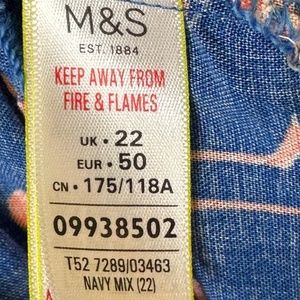 M&S
EST. 1884
KEEP AWAY FROM
FIRE & FLAMES
UK • 22
EUR • 50
CN • 175/118A
09938502
T52 7289/03463
NAVY MIX (22)